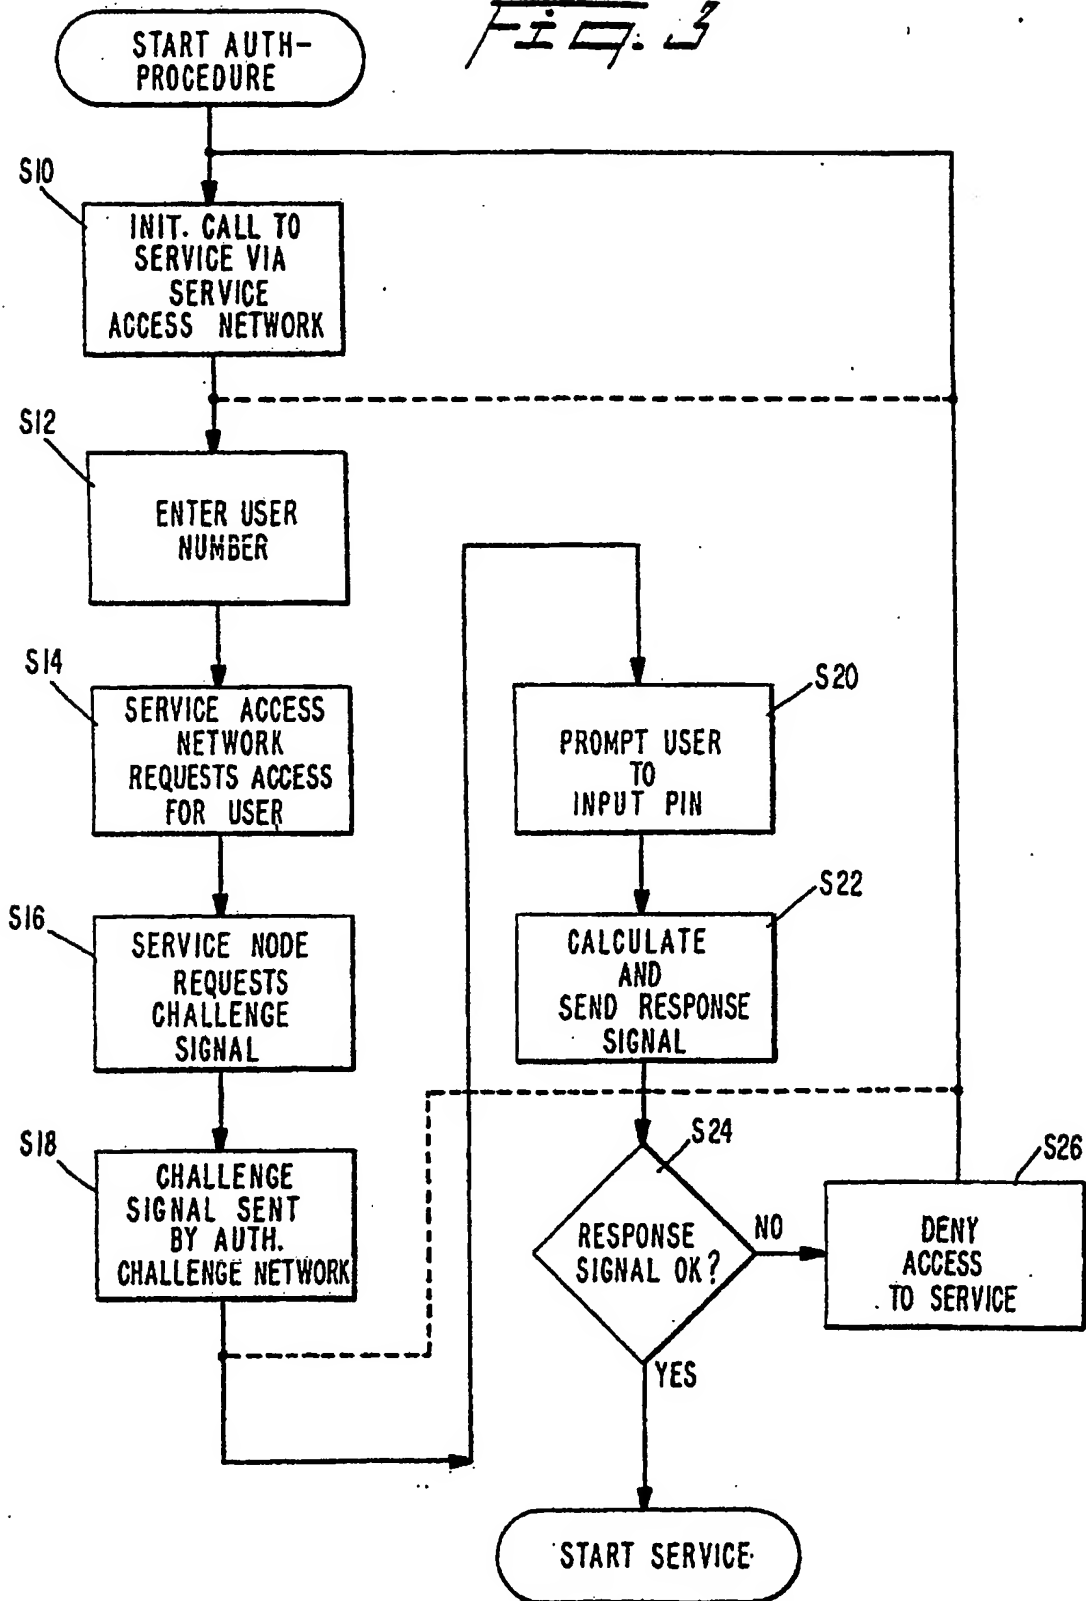 Fig. 3
START AUTH-
PROCEDURE
S10
INIT. CALL TO
SERVICE VIA
SERVICE
ACCESS NETWORK
S12
ENTER USER
NUMBER
S14
SERVICE ACCESS
NETWORK
REQUESTS ACCESS
FOR USER
S16
SERVICE NODE
REQUESTS
CHALLENGE
SIGNAL
S18
CHALLENGE
SIGNAL SENT
BY AUTH.
CHALLENGE NETWORK
S20
PROMPT USER
TO
INPUT PIN
S22
CALCULATE
AND
SEND RESPONSE
SIGNAL
S24
RESPONSE
SIGNAL OK?
NO
YES
S26
DENY
ACCESS
TO SERVICE
START SERVICE